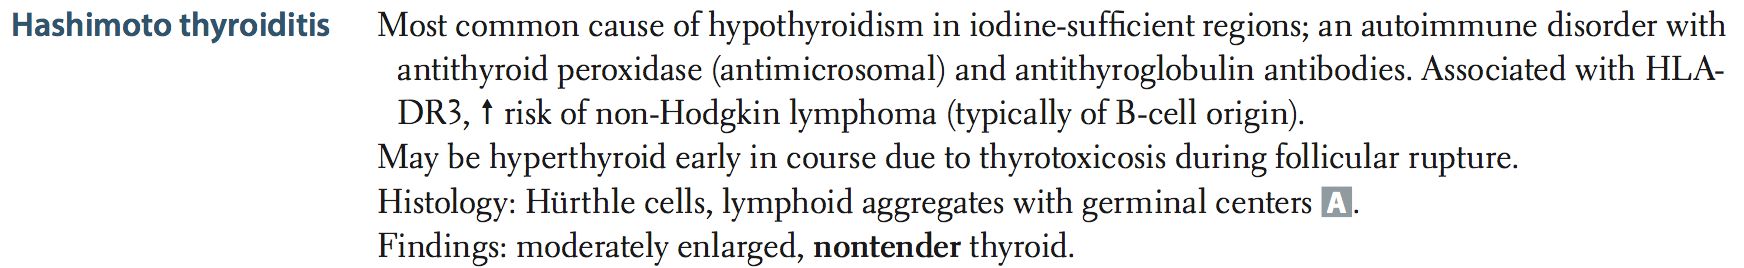 Hashimoto thyroiditis
Most common cause of hypothyroidism in iodine-sufficient regions; an autoimmune disorder with
antithyroid peroxidase (antimicrosomal) and antithyroglobulin antibodies. Associated with HLA-
DR3, ↑ risk of non-Hodgkin lymphoma (typically of B-cell origin).
May be hyperthyroid early in course due to thyrotoxicosis during follicular rupture.
Histology: Hürthle cells, lymphoid aggregates with germinal centers A.
Findings: moderately enlarged, nontender thyroid.